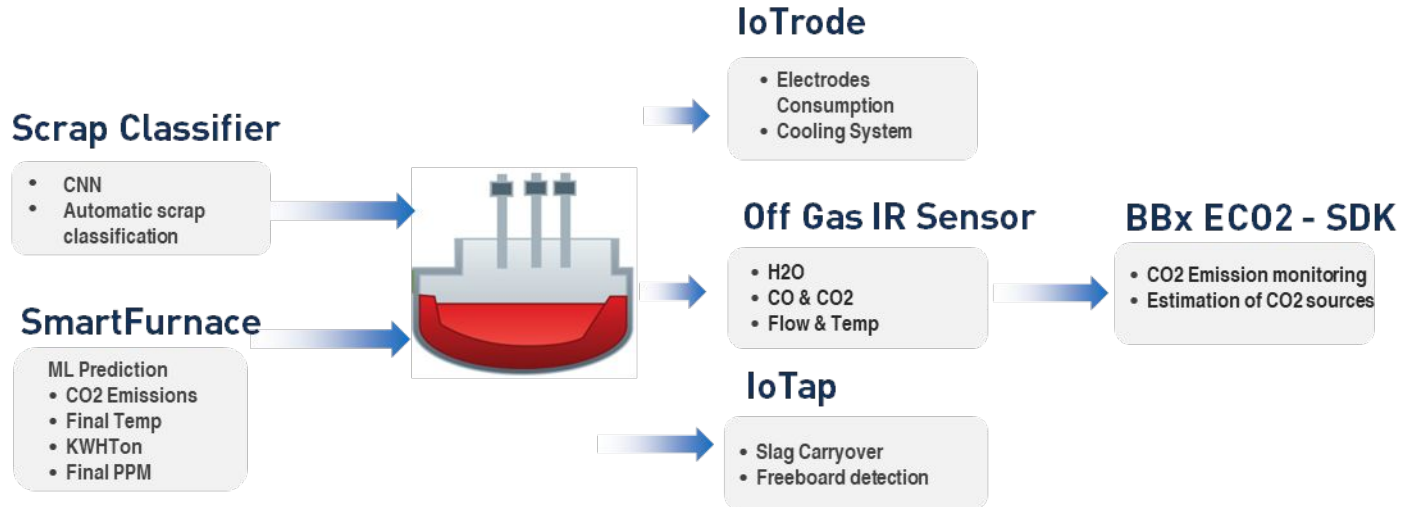 Scrap Classifier
• CNN
• Automatic scrap
classification
SmartFurnace
ML Prediction
• CO2 Emissions
• Final Temp
• KWHTon
• Final PPM
IoTrode
• Electrodes
Consumption
• Cooling System
Off Gas IR Sensor
• H2O
• CO & CO2
• Flow & Temp
IoTap
• Slag Carryover
• Freeboard detection
BBx ECO2 - SDK
• CO2 Emission monitoring
• Estimation of CO2 sources